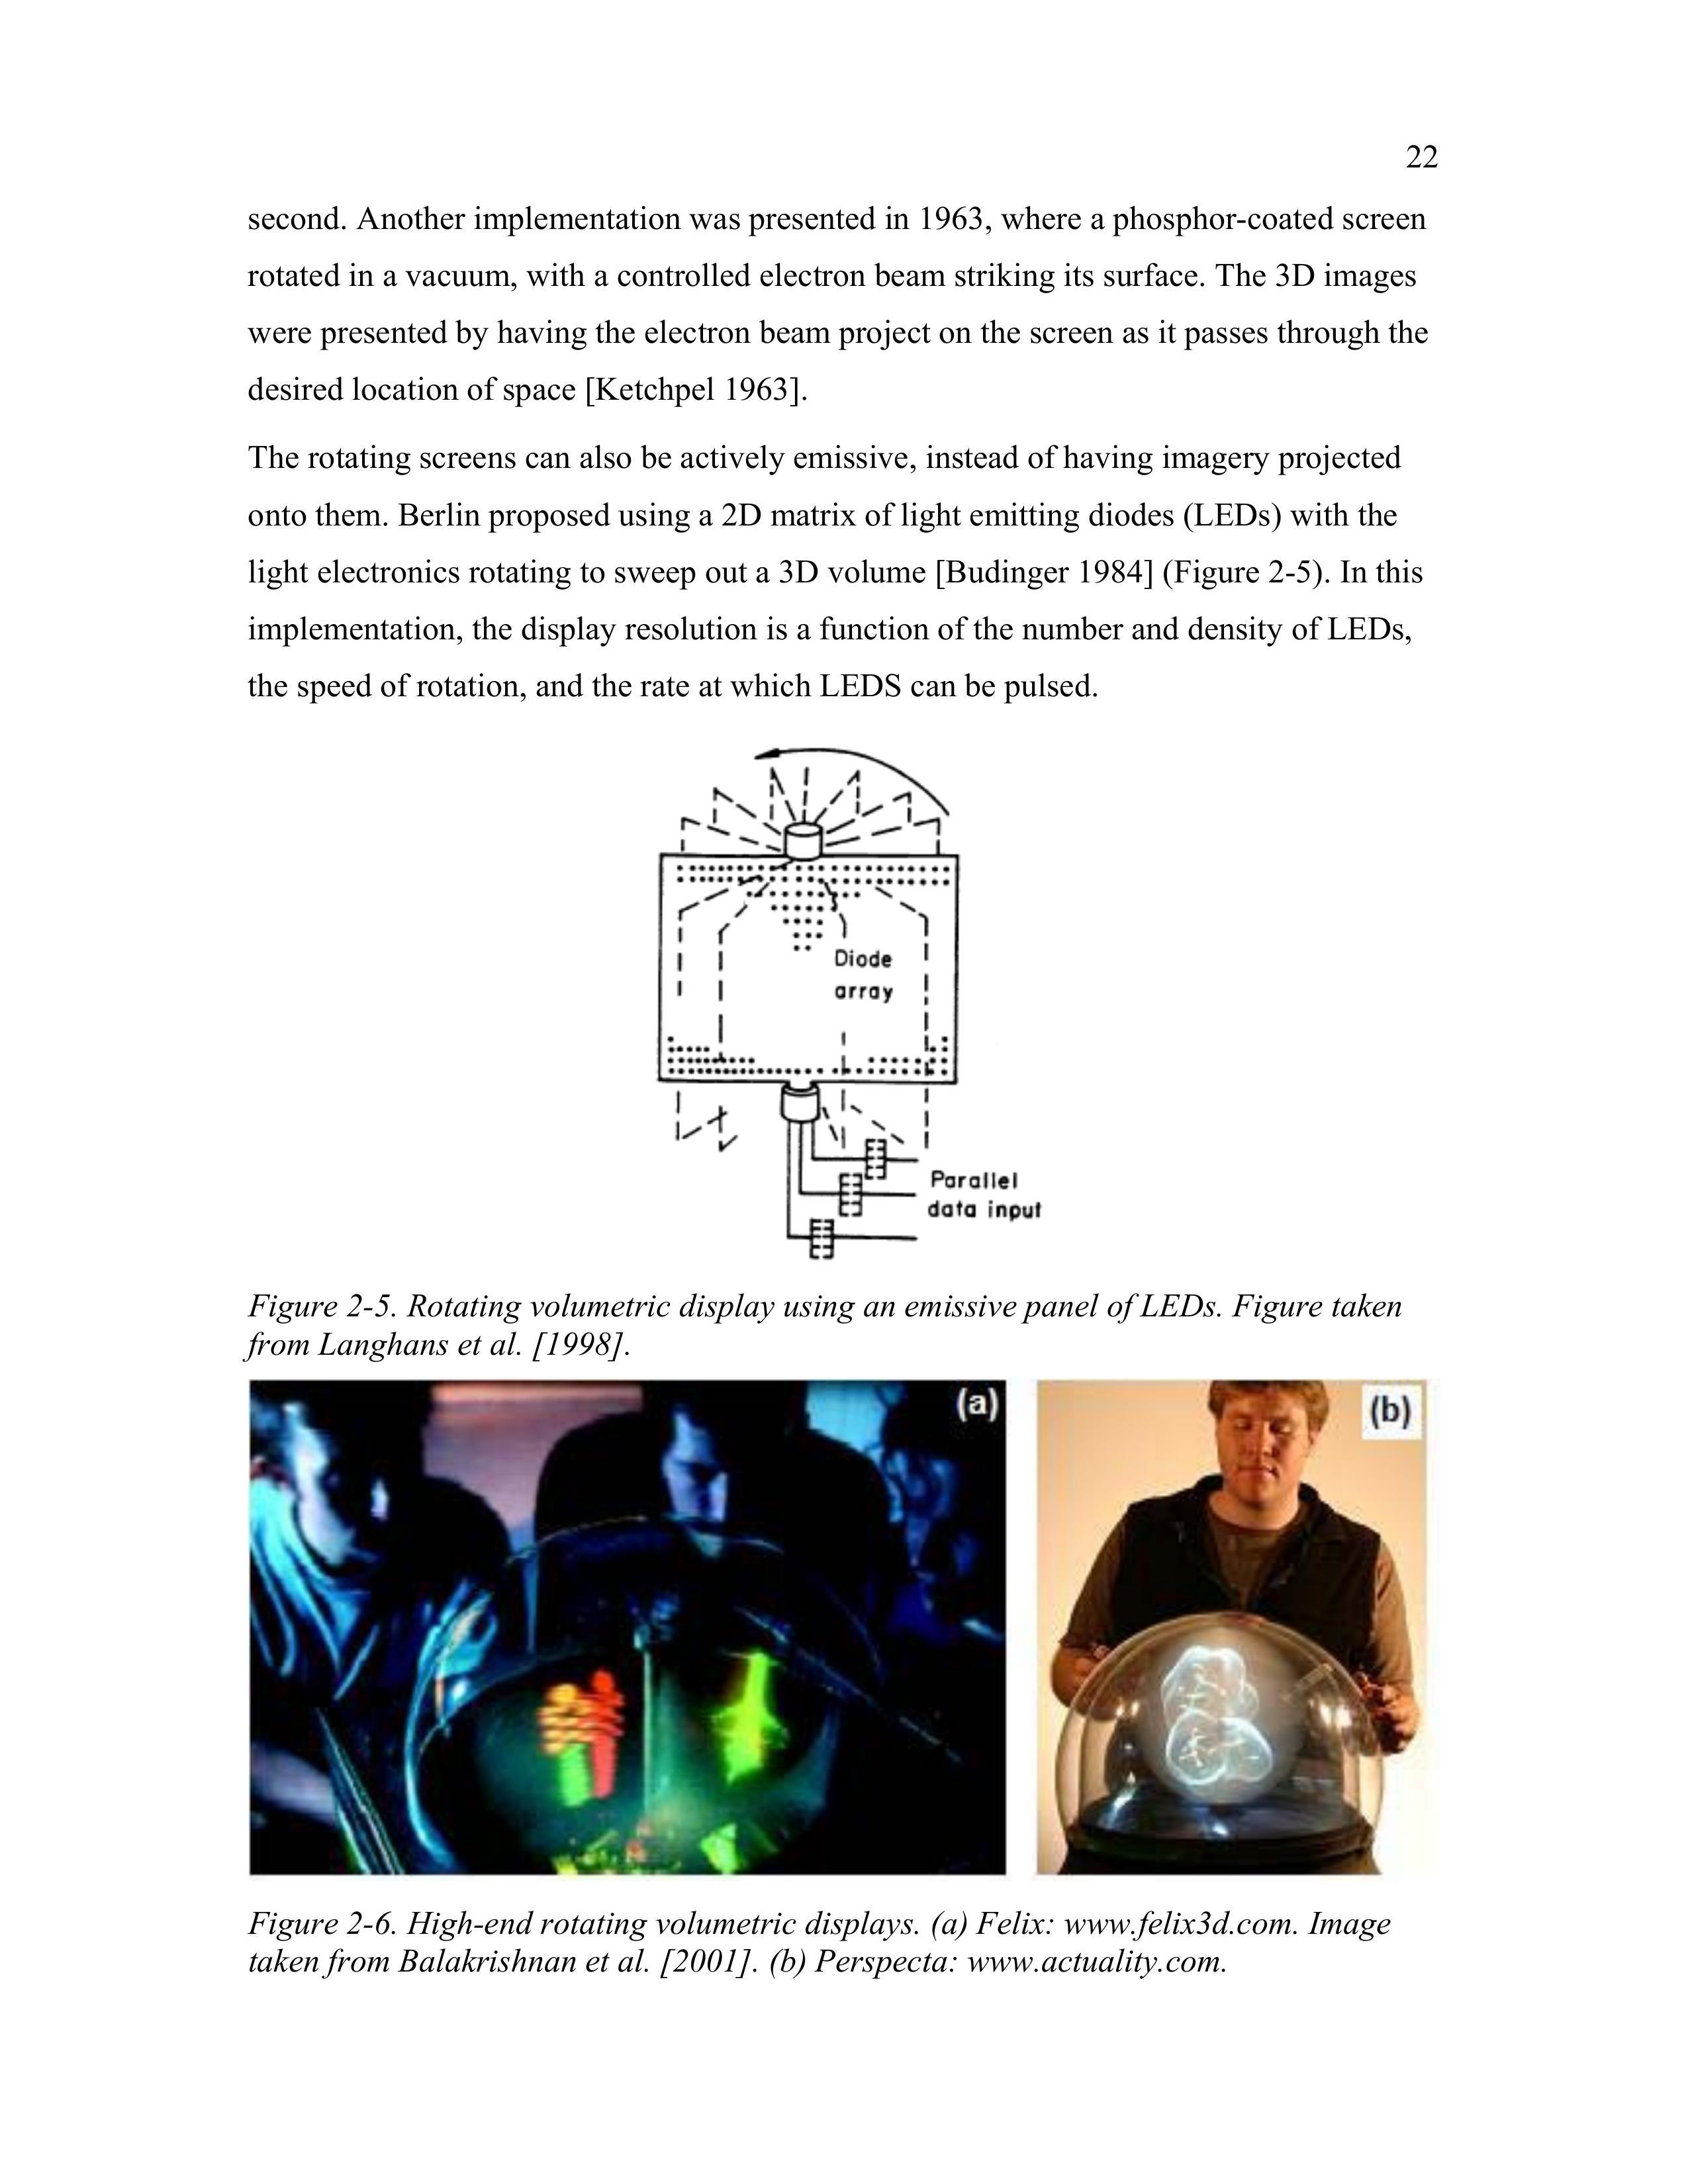 22
second. Another implementation was presented in 1963, where a phosphor-coated screen
rotated in a vacuum, with a controlled electron beam striking its surface. The 3D images
were presented by having the electron beam project on the screen as it passes through the
desired location of space [Ketchpel 1963].
The rotating screens can also be actively emissive, instead of having imagery projected
onto them. Berlin proposed using a 2D matrix of light emitting diodes (LEDs) with the
light electronics rotating to sweep out a 3D volume [Budinger 1984] (Figure 2-5). In this
implementation, the display resolution is a function of the number and density of LEDs,
the speed of rotation, and the rate at which LEDS can be pulsed.
Diode
array
Parallel
data input
Figure 2-5. Rotating volumetric display using an emissive panel of LEDs. Figure taken
from Langhans et al. [1998].
(a)
(b)
Figure 2-6. High-end rotating volumetric displays. (a) Felix: www.felix3d.com. Image
taken from Balakrishnan et al. [2001]. (b) Perspecta: www.actuality.com.